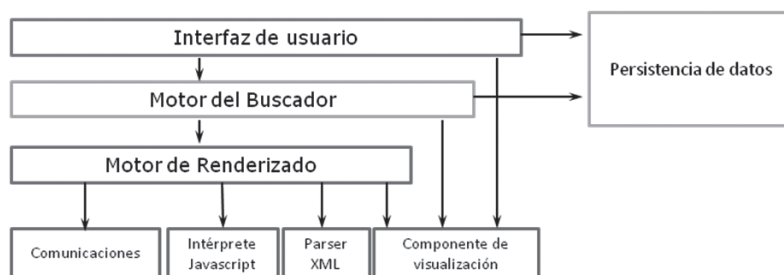 Interfaz de usuario
Persistencia de datos
Motor del Buscador
Motor de Renderizado
Comunicaciones
Intérprete
Javascript
Parser
XML
Componente de
visualización